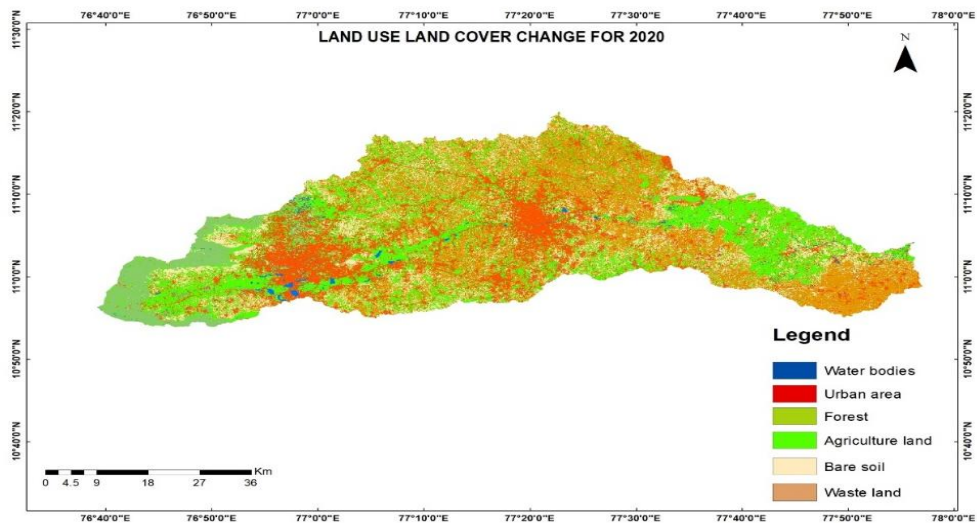 76°40'0"E 76°50'0"E 77°0'0"E 77°10'0"E 77°20'0"E 77°30'0"E 77°40'0"E 77°50'0"E 78°0'0"E
LAND USE LAND COVER CHANGE FOR 2020
N
11°30'0"N 11°30'0"N
11°20'0"N 11°20'0"N
11°10'0"N 11°10'0"N
11°0'0"N 11°0'0"N
10°50'0"N 10°50'0"N
10°40'0"N 10°40'0"N
Legend
Water bodies
Urban area
Forest
Agriculture land
Bare soil
Waste land
Km
0 4.5 9 18 27 36
76°40'0"E 76°50'0"E 77°0'0"E 77°10'0"E 77°20'0"E 77°30'0"E 77°40'0"E 77°50'0"E 78°0'0"E